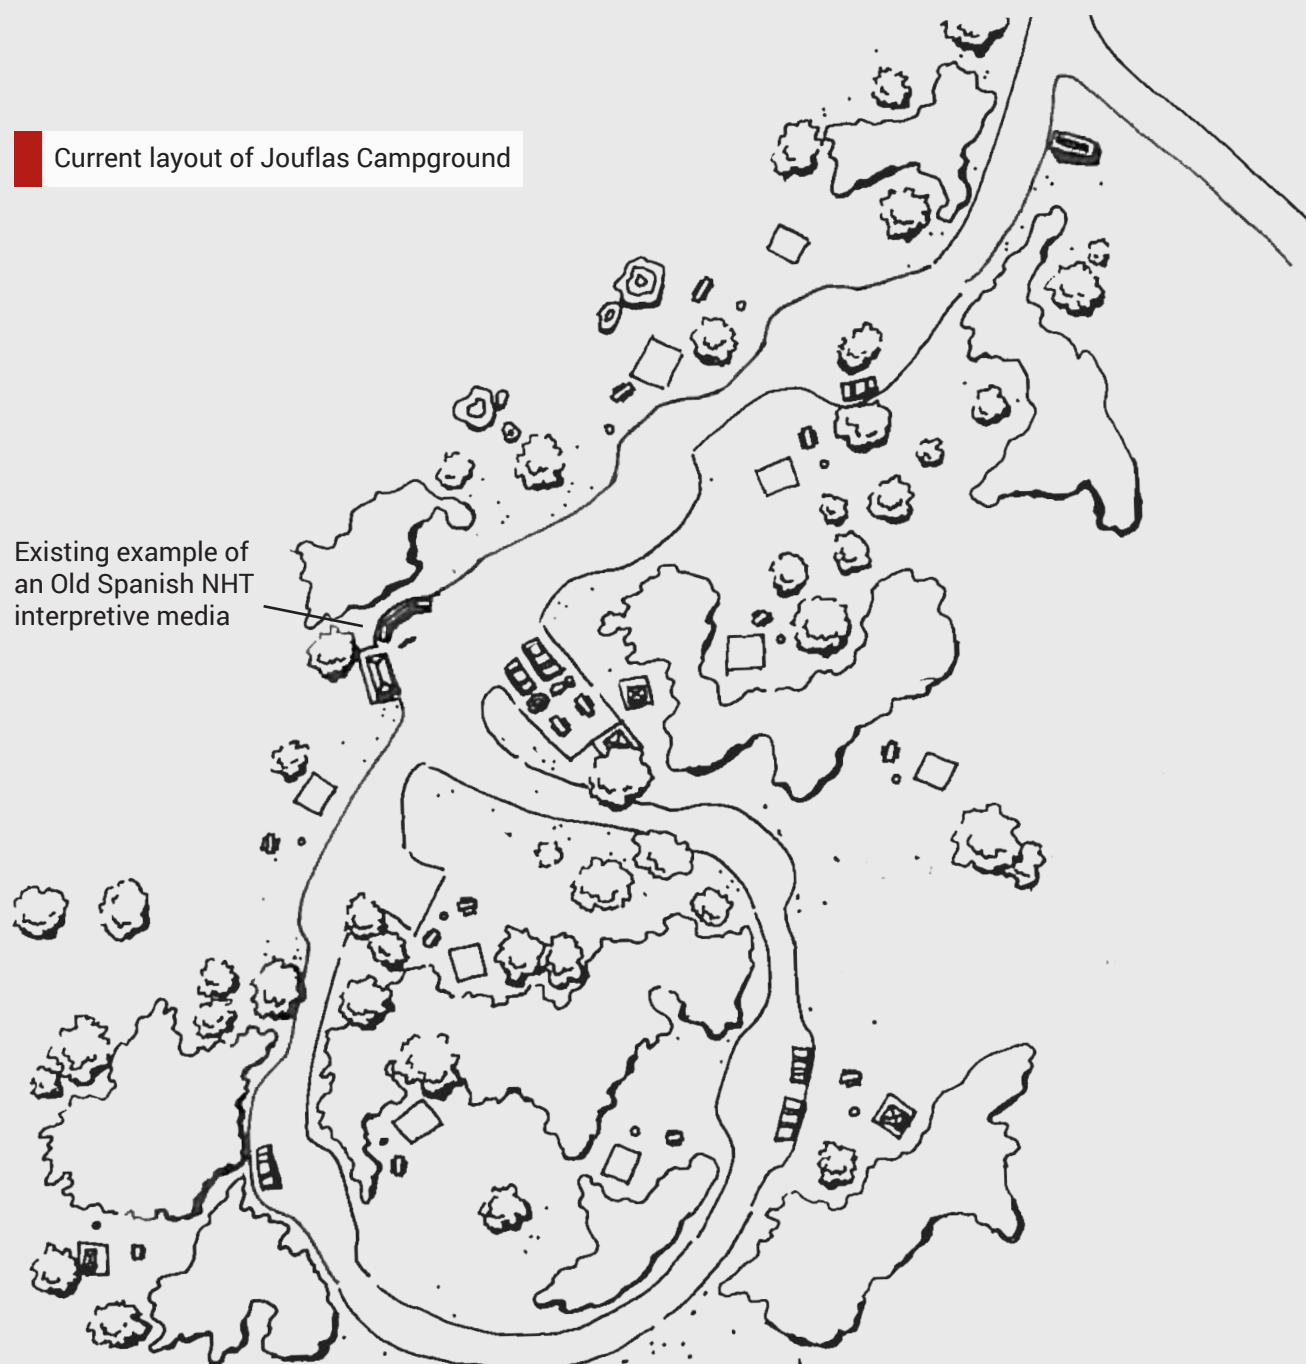 Current layout of Jouflas Campground
Existing example of
an Old Spanish NHT
interpretive media